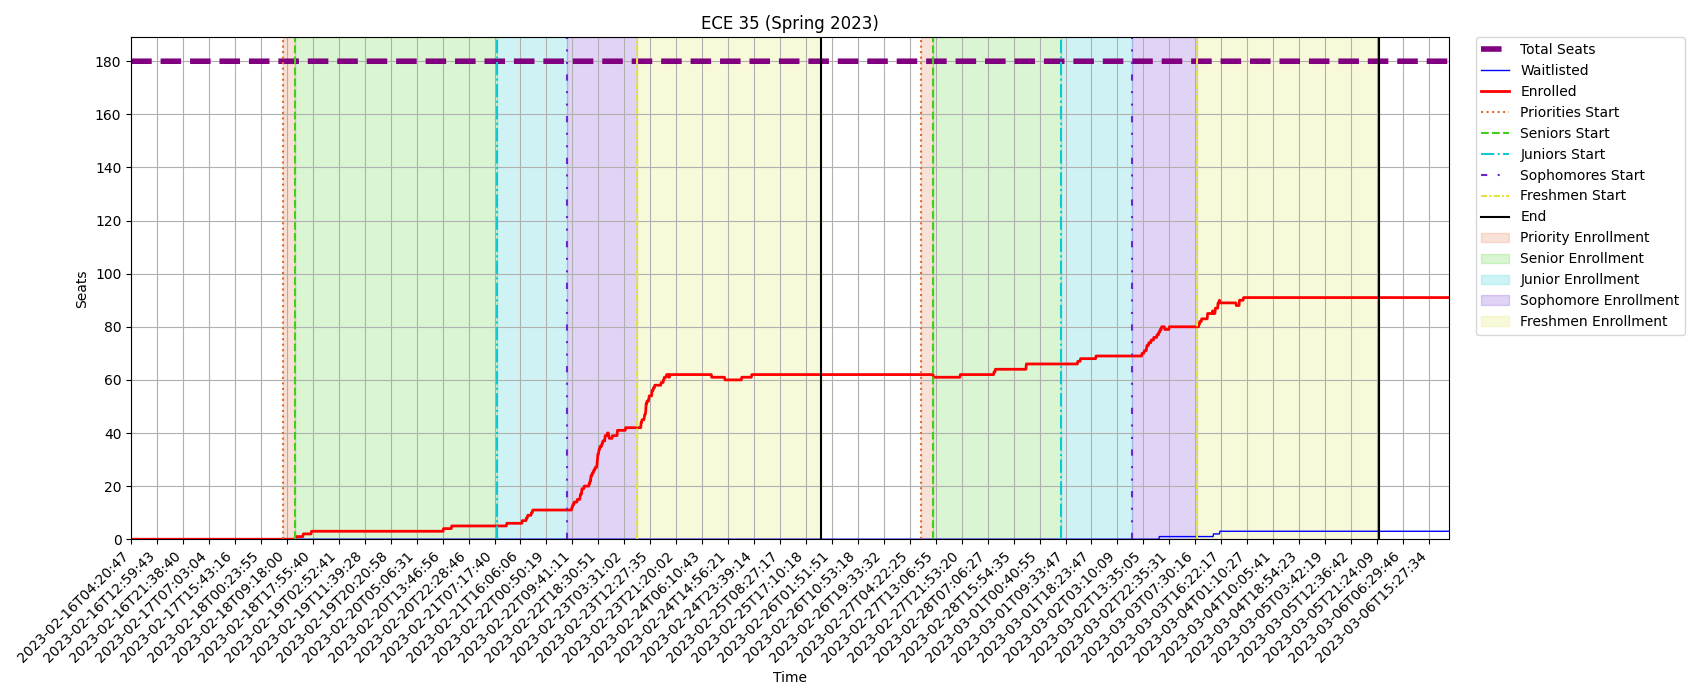 ECE 35 (Spring 2023)
Seats
180
160
140
120
100
80
60
40
20
0
2023-02-16T04:20:47
2023-02-16T12:59:43
2023-02-16T21:38:40
2023-02-17T07:03:04
2023-02-17T15:43:16
2023-02-18T00:23:55
2023-02-18T09:18:00
2023-02-18T17:55:40
2023-02-19T02:52:41
2023-02-19T11:39:28
2023-02-19T20:20:58
2023-02-20T05:06:31
2023-02-20T13:46:56
2023-02-20T22:28:46
2023-02-21T07:17:40
2023-02-21T16:06:06
2023-02-22T00:50:19
2023-02-22T09:41:11
2023-02-22T18:30:51
2023-02-23T03:31:02
2023-02-23T12:27:35
2023-02-23T21:20:02
2023-02-24T06:10:43
2023-02-24T14:56:21
2023-02-24T23:39:14
2023-02-25T08:27:17
2023-02-25T17:10:18
2023-02-26T01:51:51
2023-02-26T10:53:18
2023-02-26T19:33:32
2023-02-27T04:22:25
2023-02-27T13:06:55
2023-02-27T21:53:20
2023-02-28T07:06:27
2023-02-28T15:54:35
2023-03-01T00:40:55
2023-03-01T09:33:47
2023-03-01T18:23:47
2023-03-02T03:10:09
2023-03-02T13:35:05
2023-03-02T22:35:31
2023-03-03T07:30:16
2023-03-03T16:22:17
2023-03-04T01:10:27
2023-03-04T10:05:41
2023-03-04T18:54:23
2023-03-05T03:42:19
2023-03-05T12:36:42
2023-03-05T21:24:09
2023-03-06T06:29:46
2023-03-06T15:27:34
Time
Total Seats
Waitlisted
Enrolled
Priorities Start
Seniors Start
Juniors Start
Sophomores Start
Freshmen Start
End
Priority Enrollment
Senior Enrollment
Junior Enrollment
Sophomore Enrollment
Freshmen Enrollment